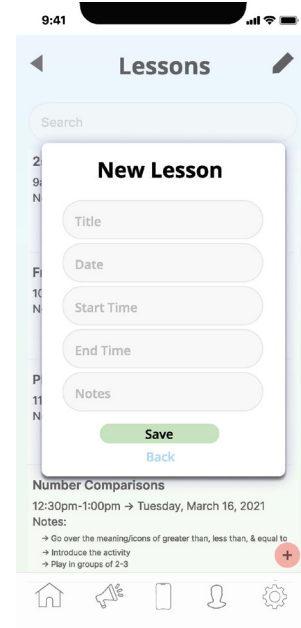 9:41
Lessons
Search
New Lesson
Title
Date
Start Time
End Time
Notes
Save
Back
Number Comparisons
12:30pm-1:00pm → Tuesday, March 16, 2021
Notes:
→ Go over the meaning/icons of greater than, less than, & equal to
→ Introduce the activity
→ Play in groups of 2-3
+